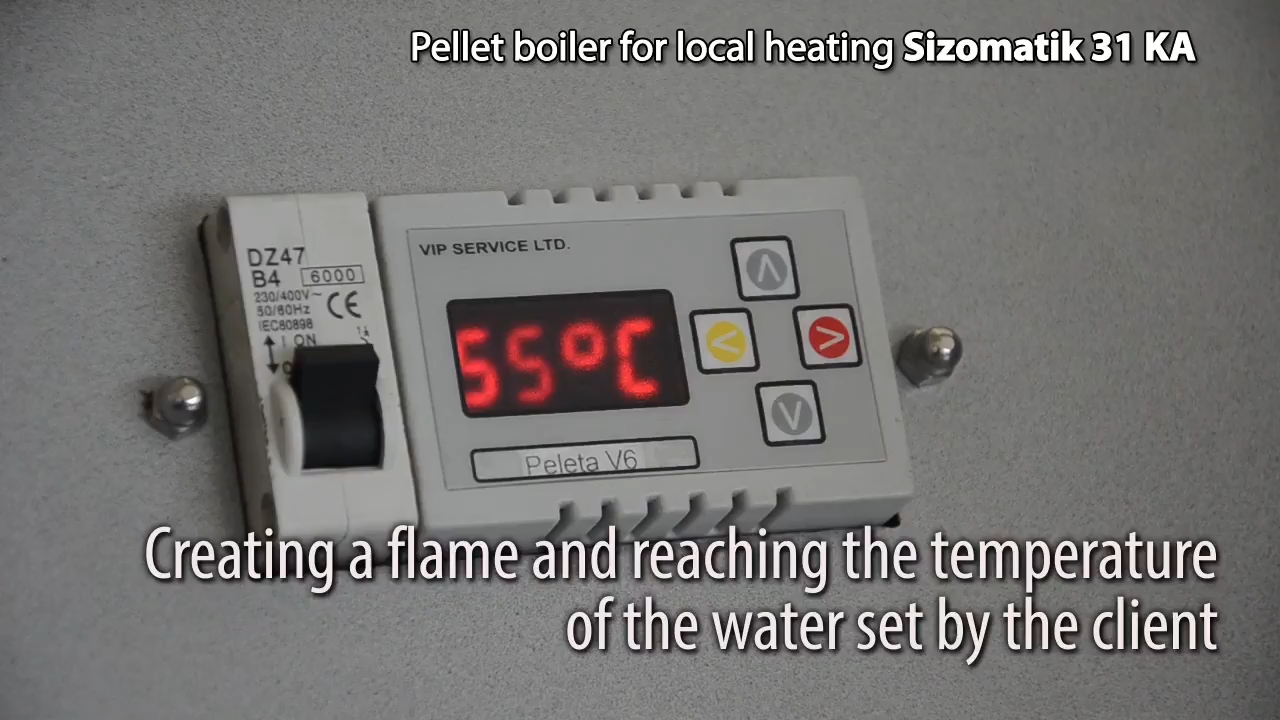 Pellet boiler for local heating Sizomatik 31 KA
DZ47
B4 6000
230/400V~
50/60Hz CE
IEC60898
I ON
VIP SERVICE LTD.
55°C
Peleta V6
Creating a flame and reaching the temperature
of the water set by the client